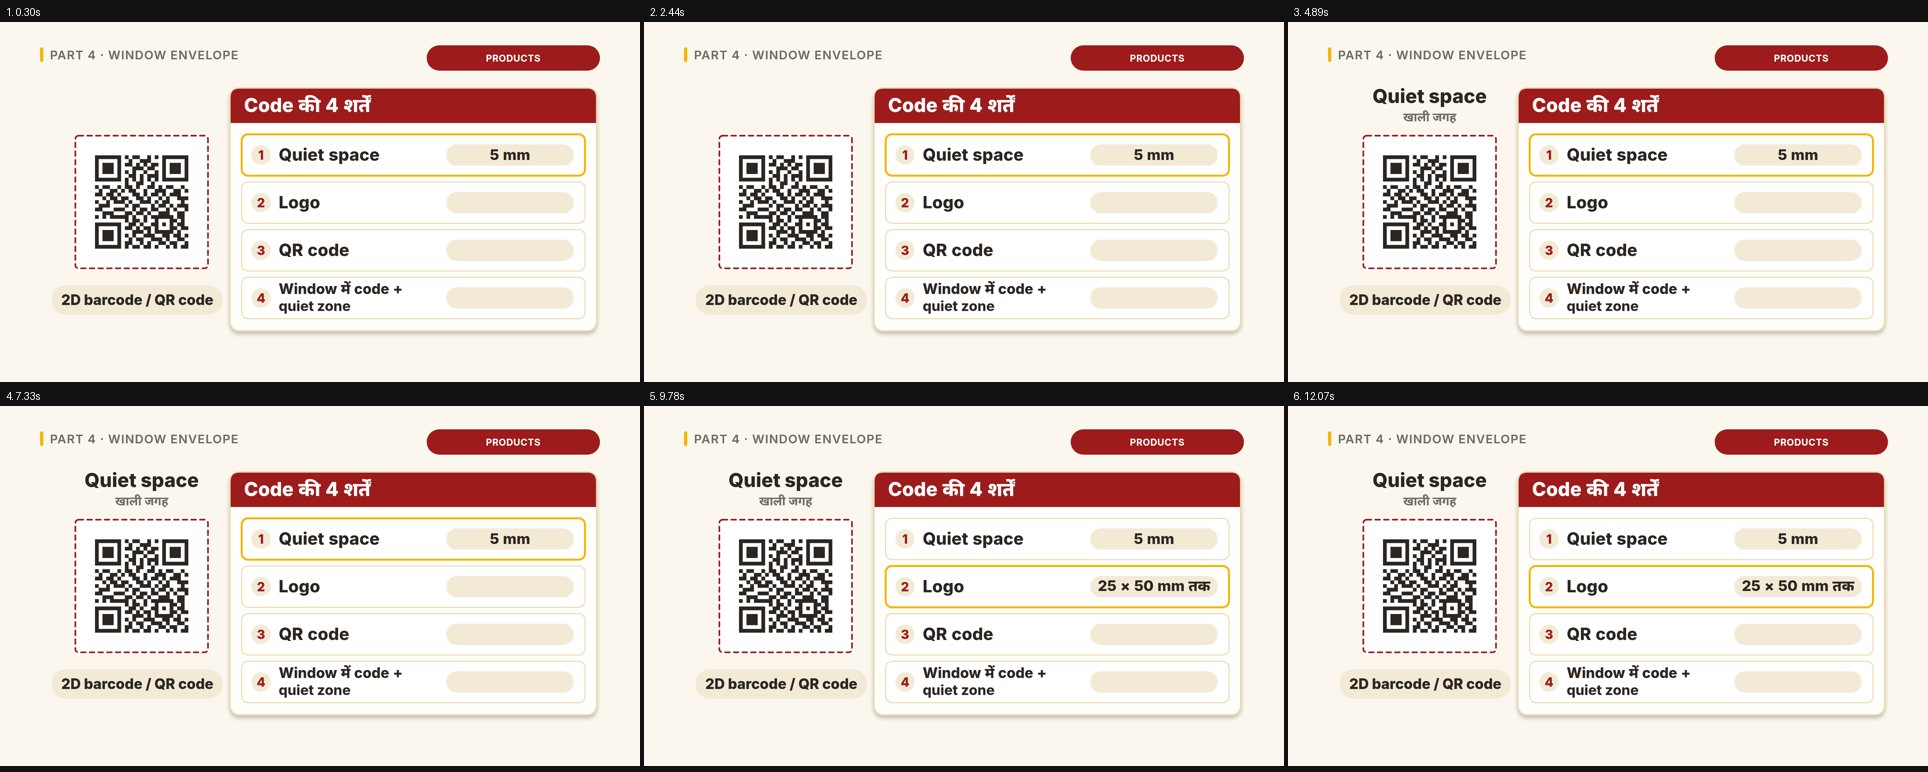 1. 0.30s
PART 4 · WINDOW ENVELOPE
PRODUCTS
Code की 4 शर्तें
1 Quiet space 5 mm
2 Logo
3 QR code
4 Window में code +
quiet zone
2D barcode / QR code
2. 2.44s
PART 4 · WINDOW ENVELOPE
PRODUCTS
Code की 4 शर्तें
1 Quiet space 5 mm
2 Logo
3 QR code
4 Window में code +
quiet zone
2D barcode / QR code
3. 4.89s
PART 4 · WINDOW ENVELOPE
PRODUCTS
Quiet space
खाली जगह
Code की 4 शर्तें
1 Quiet space 5 mm
2 Logo
3 QR code
4 Window में code +
quiet zone
2D barcode / QR code
4. 7.33s
PART 4 · WINDOW ENVELOPE
PRODUCTS
Quiet space
खाली जगह
Code की 4 शर्तें
1 Quiet space 5 mm
2 Logo
3 QR code
4 Window में code +
quiet zone
2D barcode / QR code
5. 9.78s
PART 4 · WINDOW ENVELOPE
PRODUCTS
Quiet space
खाली जगह
Code की 4 शर्तें
1 Quiet space 5 mm
2 Logo 25 × 50 mm तक
3 QR code
4 Window में code +
quiet zone
2D barcode / QR code
6. 12.07s
PART 4 · WINDOW ENVELOPE
PRODUCTS
Quiet space
खाली जगह
Code की 4 शर्तें
1 Quiet space 5 mm
2 Logo 25 × 50 mm तक
3 QR code
4 Window में code +
quiet zone
2D barcode / QR code